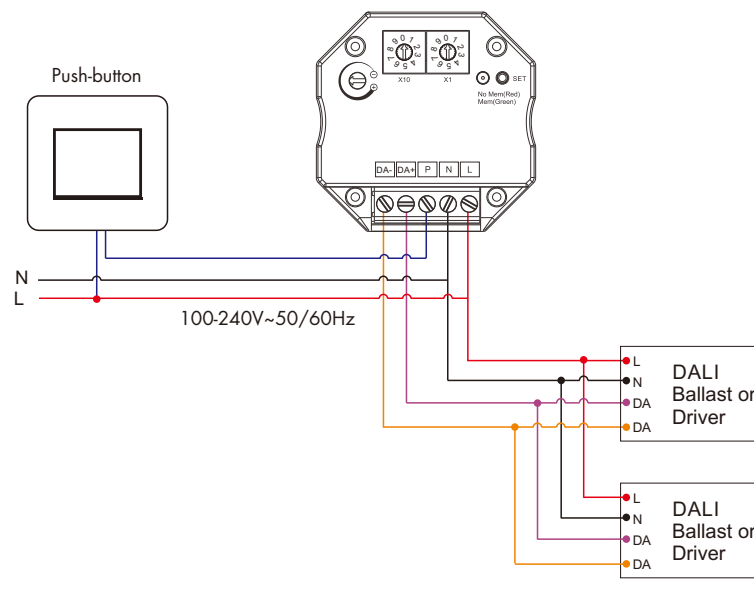 Push-button
0 1 2 3 4 5 6 7 8 9
0 1 2 3 4 5 6 7 8 9
X10
X1
SET
No Mem(Red)
Mem(Green)
DA- DA+ P N L
N
L
100-240V~50/60Hz
L
N
DA
DA
DALI
Ballast or
Driver
L
N
DA
DA
DALI
Ballast or
Driver